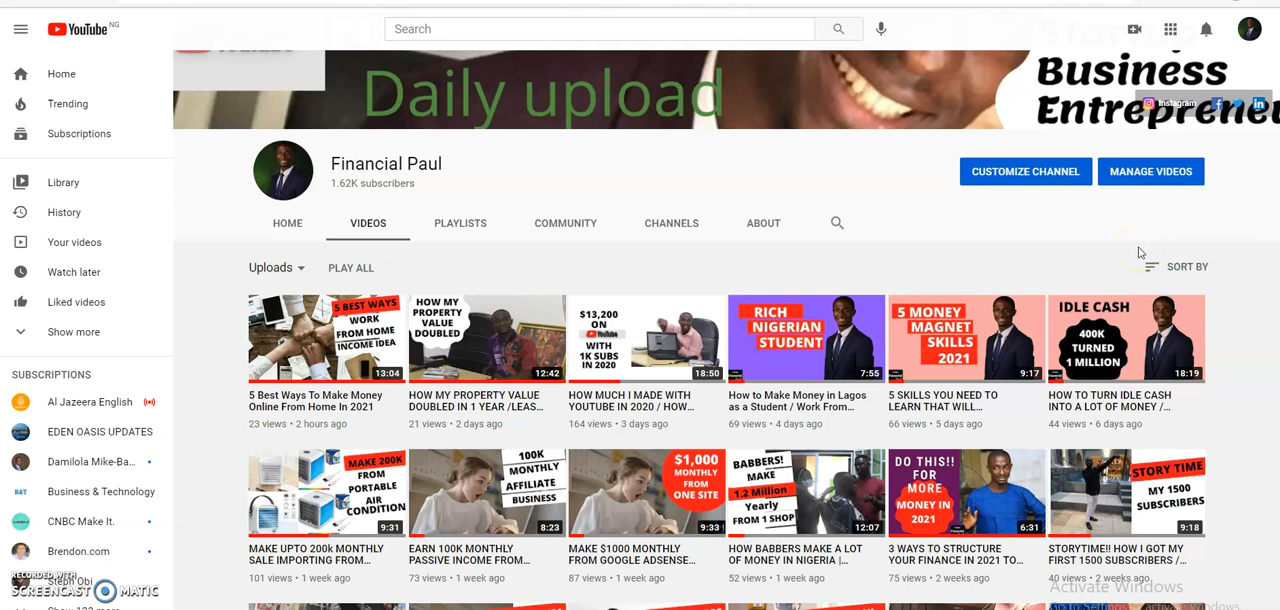 YouTube NG
Search
Daily upload
Business
Entrepreneu
Instagram
Home
Trending
Subscriptions
Library
History
Your videos
Watch later
Liked videos
Show more
SUBSCRIPTIONS
Al Jazeera English
EDEN OASIS UPDATES
Damilola Mike-Ba...
Business & Technology
CNBC Make It.
Brendon.com
Steph Obi
Financial Paul
1.62K subscribers
CUSTOMIZE CHANNEL
MANAGE VIDEOS
HOME VIDEOS PLAYLISTS COMMUNITY CHANNELS ABOUT
Uploads PLAY ALL SORT BY
5 BEST WAYS
WORK
FROM HOME
INCOME IDEA
13:04
5 Best Ways To Make Money
Online From Home In 2021
23 views • 2 hours ago
HOW MY
PROPERTY
VALUE
DOUBLED
12:42
HOW MY PROPERTY VALUE
DOUBLED IN 1 YEAR /LEAS...
21 views • 2 days ago
$13,200
ON
YouTube
WITH
1K SUBS
IN 2020
18:50
HOW MUCH I MADE WITH
YOUTUBE IN 2020 / HOW...
164 views • 3 days ago
RICH
NIGERIAN
STUDENT
7:55
How to Make Money in Lagos
as a Student / Work From...
69 views • 4 days ago
5 MONEY
MAGNET
SKILLS
2021
9:17
5 SKILLS YOU NEED TO
LEARN THAT WILL...
66 views • 5 days ago
IDLE CASH
400K
TURNED
1 MILLION
18:19
HOW TO TURN IDLE CASH
INTO A LOT OF MONEY /...
44 views • 6 days ago
MAKE 200K
FROM
PORTABLE
AIR
CONDITION
9:31
MAKE UPTO 200K MONTHLY
SALE IMPORTING FROM...
101 views • 1 week ago
100K
MONTHLY
AFFILIATE
BUSINESS
8:23
EARN 100K MONTHLY
PASSIVE INCOME FROM...
73 views • 1 week ago
$1,000
MONTHLY
FROM
ONE SITE
9:33
MAKE $1000 MONTHLY
FROM GOOGLE ADSENSE...
87 views • 1 week ago
BABBERS!
MAKE
1.2 Million
Yearly
FROM 1 SHOP
12:07
HOW BABBERS MAKE A LOT
OF MONEY IN NIGERIA |...
52 views • 1 week ago
DO THIS!!
FOR
MORE
MONEY IN
2021
6:31
3 WAYS TO STRUCTURE
YOUR FINANCE IN 2021 TO...
75 views • 2 weeks ago
STORY TIME
MY 1500
SUBSCRIBERS
9:18
STORYTIME!! HOW I GOT MY
FIRST 1500 SUBSCRIBERS /...
40 views • 2 weeks ago
RECORDED WITH
SCREENCAST MATIC
Activate Windows